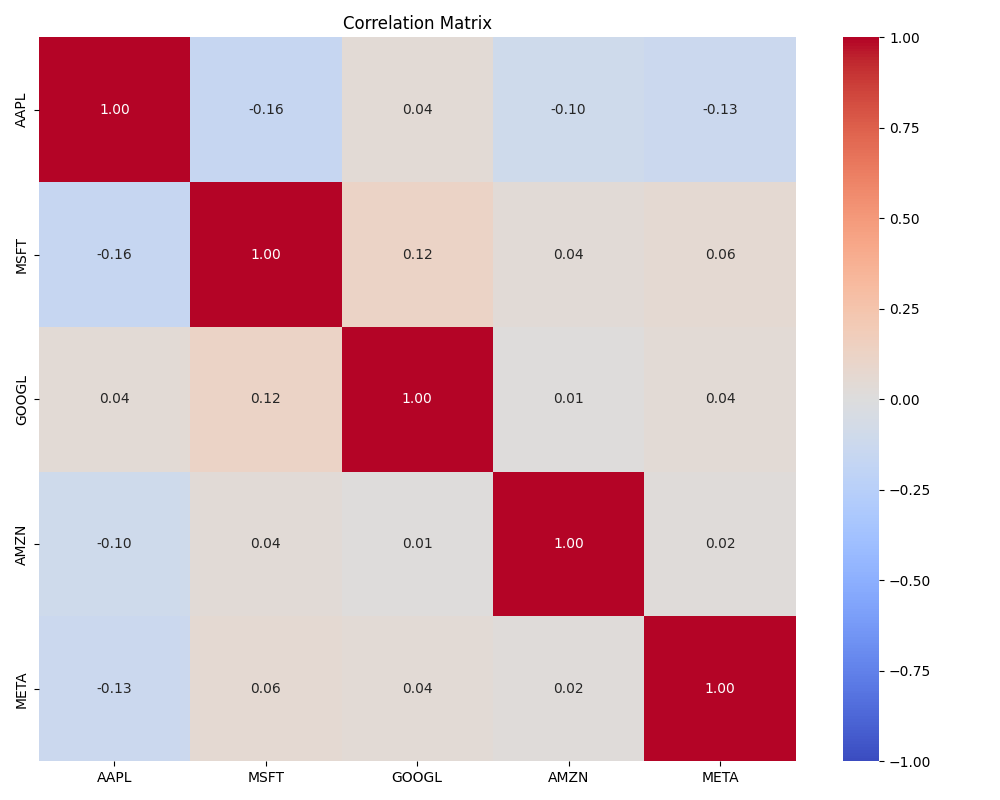 Correlation Matrix
AAPL 1.00 -0.16 0.04 -0.10 -0.13
MSFT -0.16 1.00 0.12 0.04 0.06
GOOGL 0.04 0.12 1.00 0.01 0.04
AMZN -0.10 0.04 0.01 1.00 0.02
META -0.13 0.06 0.04 0.02 1.00
AAPL MSFT GOOGL AMZN META
1.00
0.75
0.50
0.25
0.00
−0.25
−0.50
−0.75
−1.00